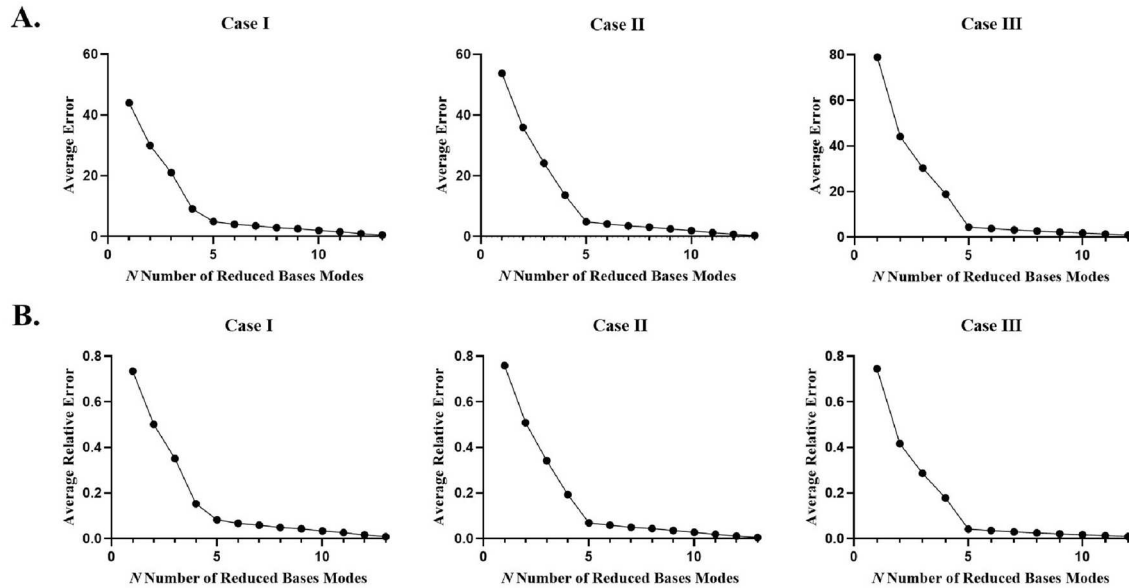 A.
Case I
Case II
Case III
60
40
20
0
0 5 10
Average Error
N Number of Reduced Bases Modes
60
40
20
0
0 5 10
Average Error
N Number of Reduced Bases Modes
80
60
40
20
0
0 5 10
Average Error
N Number of Reduced Bases Modes
B.
Case I
Case II
Case III
0.8
0.6
0.4
0.2
0.0
0 5 10
Average Relative Error
N Number of Reduced Bases Modes
0.8
0.6
0.4
0.2
0.0
0 5 10
Average Relative Error
N Number of Reduced Bases Modes
0.8
0.6
0.4
0.2
0.0
0 5 10
Average Relative Error
N Number of Reduced Bases Modes